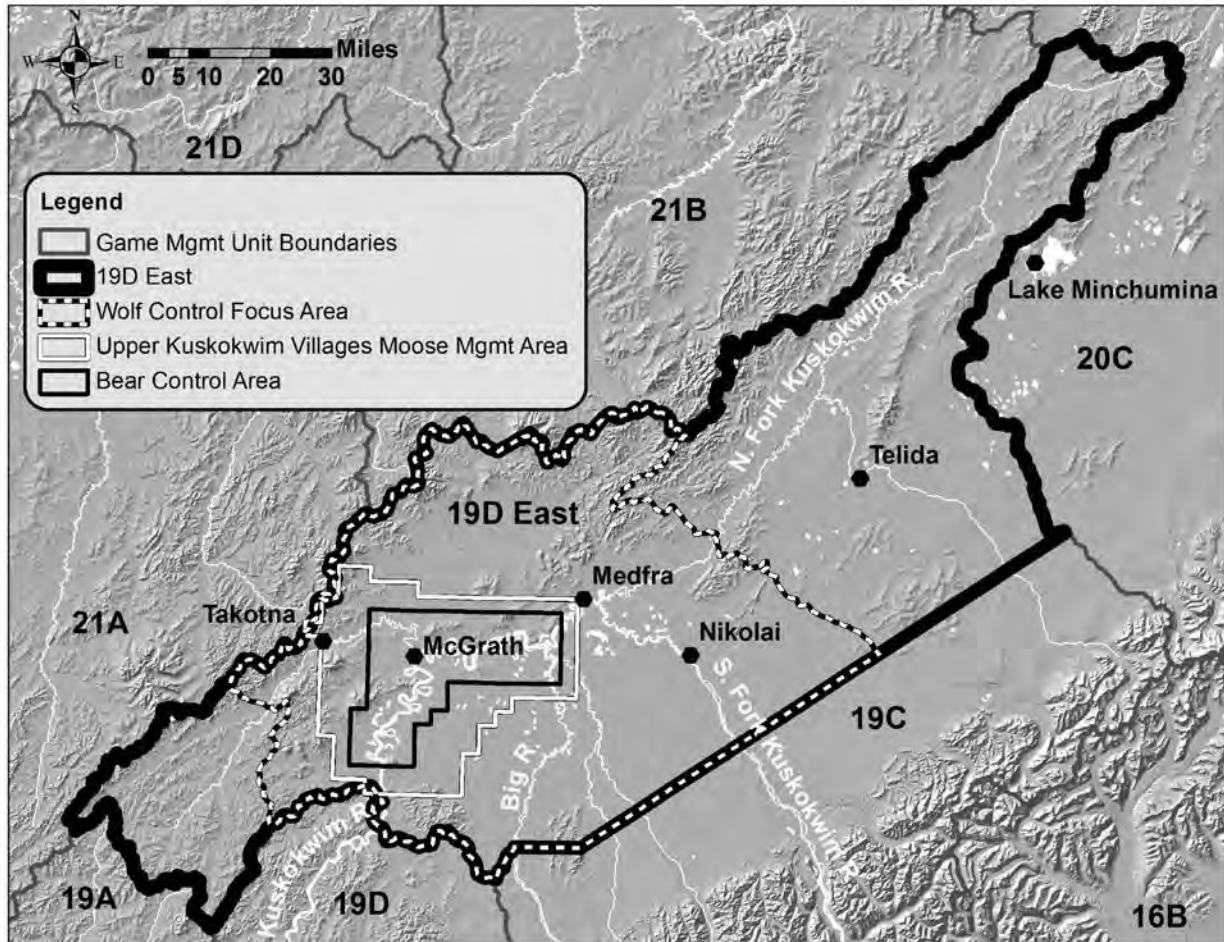 N
W E
S
Miles
0 5 10 20 30
21D
Legend
Game Mgmt Unit Boundaries
19D East
Wolf Control Focus Area
Upper Kuskokwim Villages Moose Mgmt Area
Bear Control Area
21B
Lake Minchumina
20C
N. Fork Kuskokwim R.
Telida
19D East
Medfra
Takotna
21A
McGrath
Nikolai
S. Fork Kuskokwim R.
19C
Big R.
Kuskokwim R.
19A
19D
16B